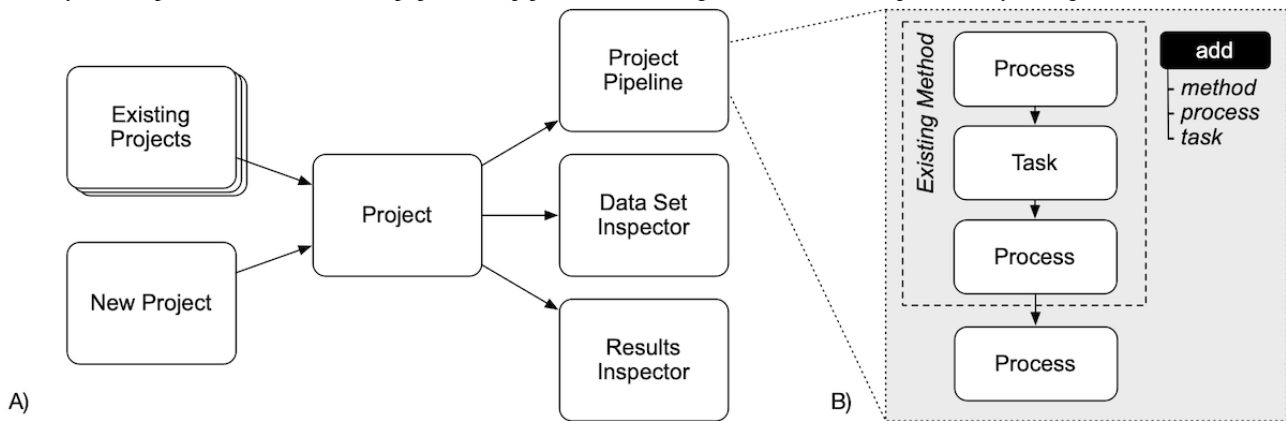 Existing
Projects
New Project
Project
Project
Pipeline
Data Set
Inspector
Results
Inspector
A)
Existing Method
Process
Task
Process
Process
add
method
process
task
B)